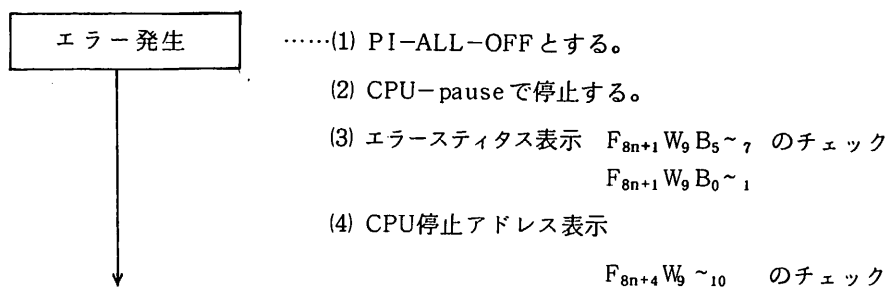 エラー発生 ……(1) PI−ALL−OFFとする。
(2) CPU−pauseで停止する。
(3) エラースティタス表示 F8n+1W9B5~7 のチェック
F8n+1W9B0~1
(4) CPU停止アドレス表示
F8n+4W9~10 のチェック